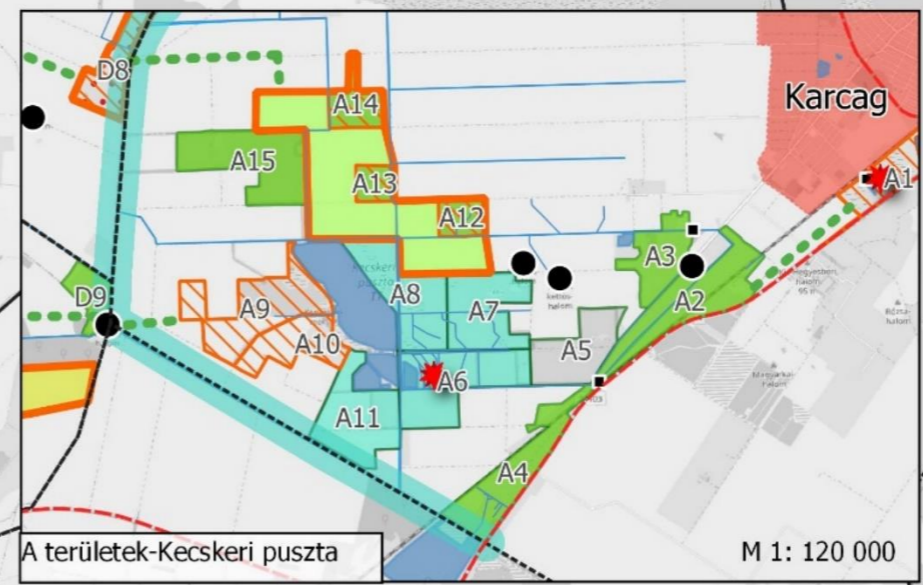 D8
Karcag
A14
A15
A13
A1
A12
A3
D9
A8
A2
A9
A7
A10
A5
A6
A11
A4
A területek-Kecskeri puszta
M 1: 120 000